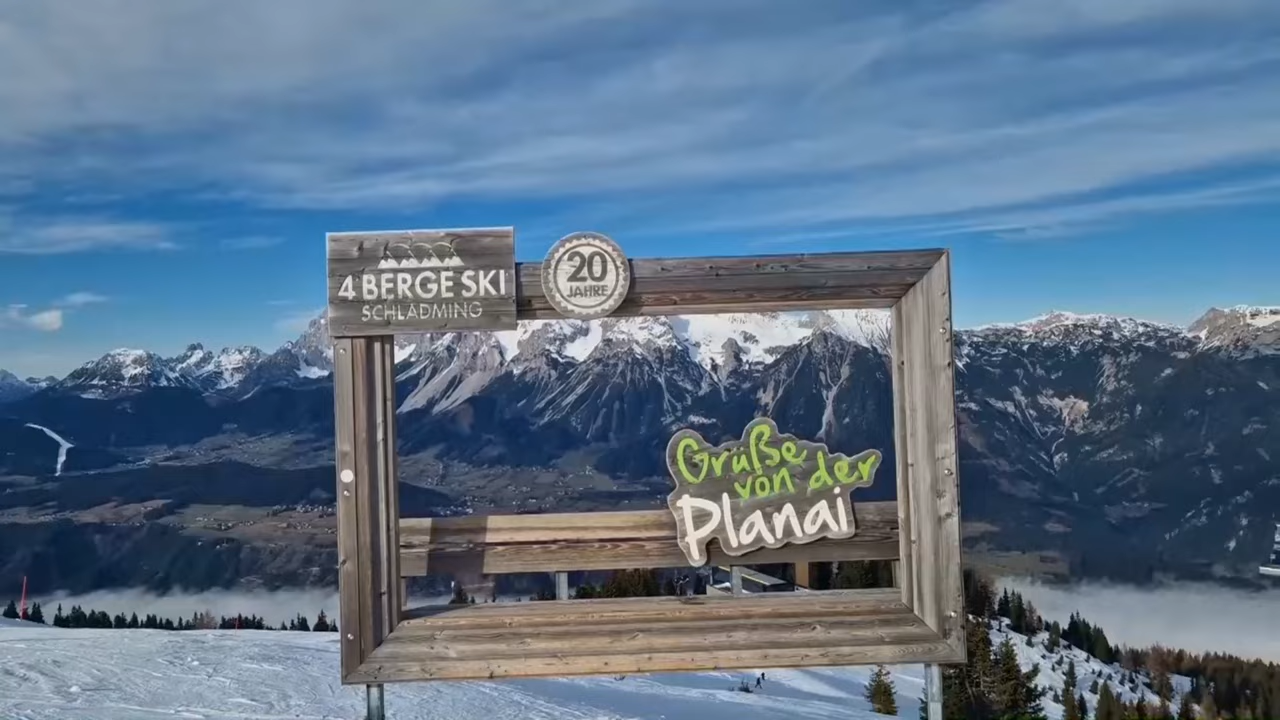 4 BERGE SKI
SCHLADMING
20
JAHRE
Grüße
von der
Planai